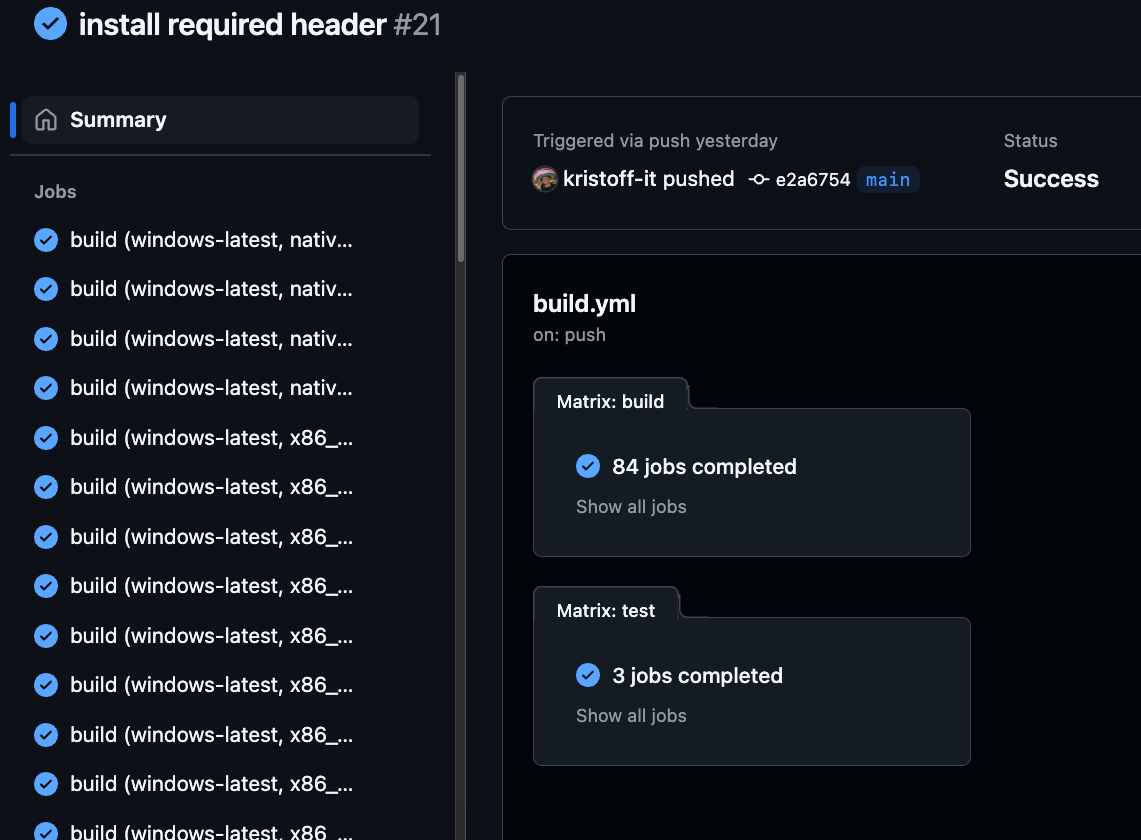 install required header #21
Summary
Jobs
build (windows-latest, nativ...
build (windows-latest, nativ...
build (windows-latest, nativ...
build (windows-latest, nativ...
build (windows-latest, x86_...
build (windows-latest, x86_...
build (windows-latest, x86_...
build (windows-latest, x86_...
build (windows-latest, x86_...
build (windows-latest, x86_...
build (windows-latest, x86_...
build (windows-latest, x86_...
build (windows-latest, x86_...
Triggered via push yesterday
kristoff-it pushed e2a6754 main
Status
Success
build.yml
on: push
Matrix: build
84 jobs completed
Show all jobs
Matrix: test
3 jobs completed
Show all jobs